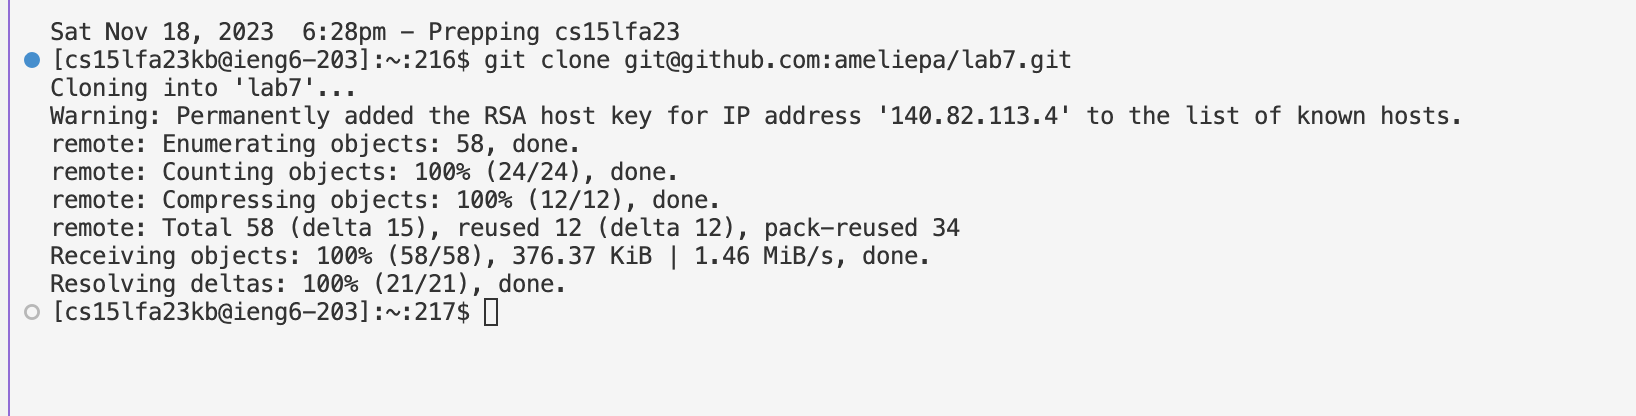 Sat Nov 18, 2023  6:28pm - Prepping cs15lfa23
[cs15lfa23kb@ieng6-203]:~:216$ git clone git@github.com:ameliepa/lab7.git
Cloning into 'lab7'...
Warning: Permanently added the RSA host key for IP address '140.82.113.4' to the list of known hosts.
remote: Enumerating objects: 58, done.
remote: Counting objects: 100% (24/24), done.
remote: Compressing objects: 100% (12/12), done.
remote: Total 58 (delta 15), reused 12 (delta 12), pack-reused 34
Receiving objects: 100% (58/58), 376.37 KiB | 1.46 MiB/s, done.
Resolving deltas: 100% (21/21), done.
[cs15lfa23kb@ieng6-203]:~:217$